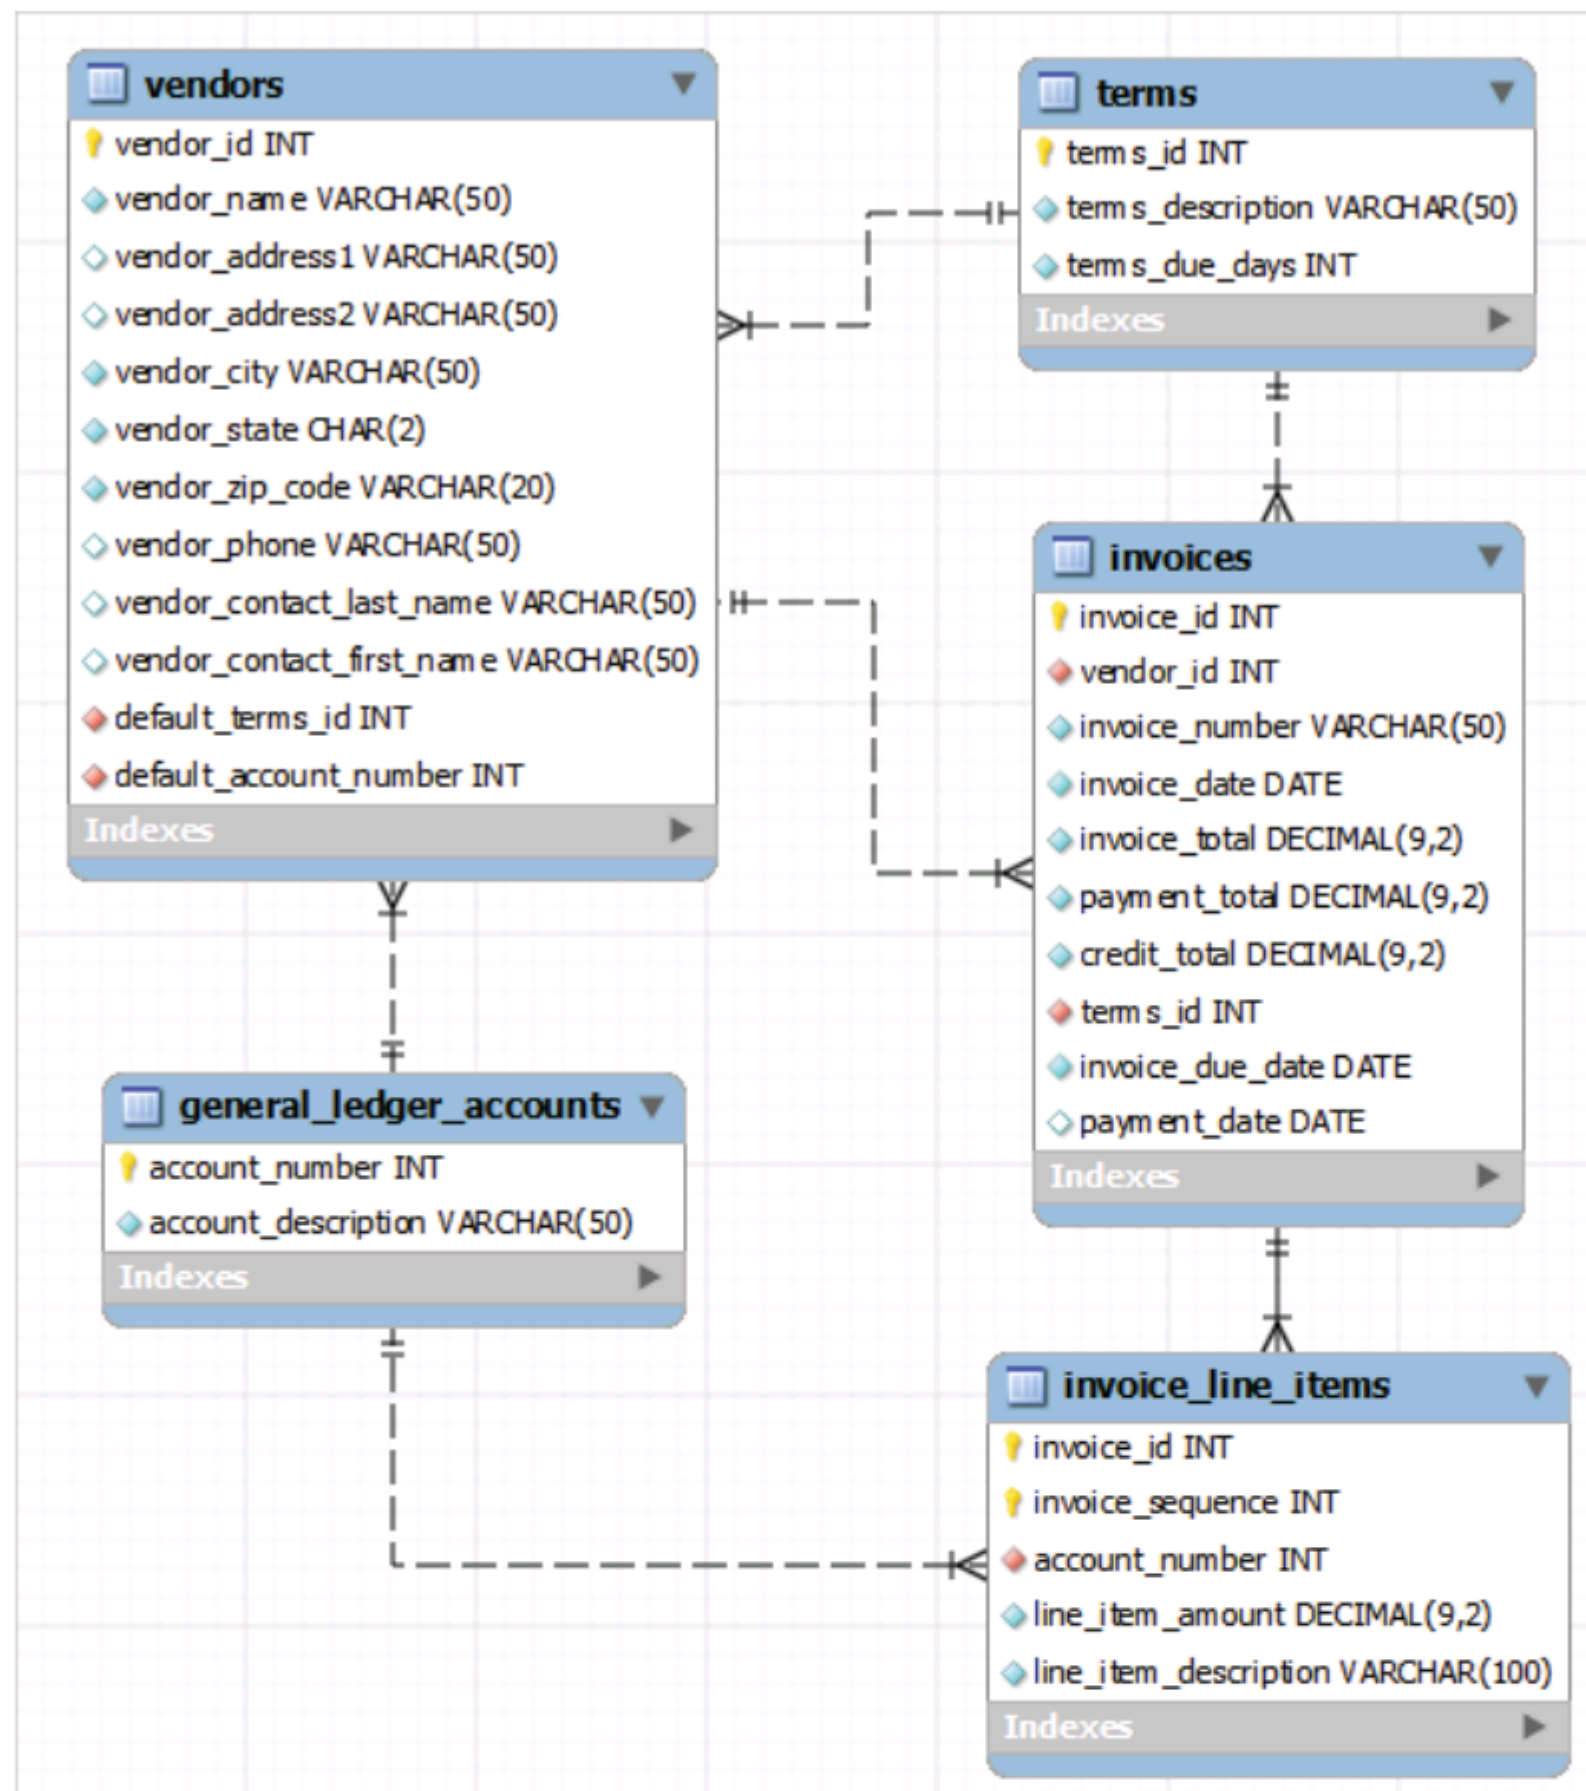 vendors
vendor_id INT
vendor_name VARCHAR(50)
vendor_address1 VARCHAR(50)
vendor_address2 VARCHAR(50)
vendor_city VARCHAR(50)
vendor_state CHAR(2)
vendor_zip_code VARCHAR(20)
vendor_phone VARCHAR(50)
vendor_contact_last_name VARCHAR(50)
vendor_contact_first_name VARCHAR(50)
default_terms_id INT
default_account_number INT
Indexes
terms
terms_id INT
terms_description VARCHAR(50)
terms_due_days INT
Indexes
invoices
invoice_id INT
vendor_id INT
invoice_number VARCHAR(50)
invoice_date DATE
invoice_total DECIMAL(9,2)
payment_total DECIMAL(9,2)
credit_total DECIMAL(9,2)
terms_id INT
invoice_due_date DATE
payment_date DATE
Indexes
general_ledger_accounts
account_number INT
account_description VARCHAR(50)
Indexes
invoice_line_items
invoice_id INT
invoice_sequence INT
account_number INT
line_item_amount DECIMAL(9,2)
line_item_description VARCHAR(100)
Indexes